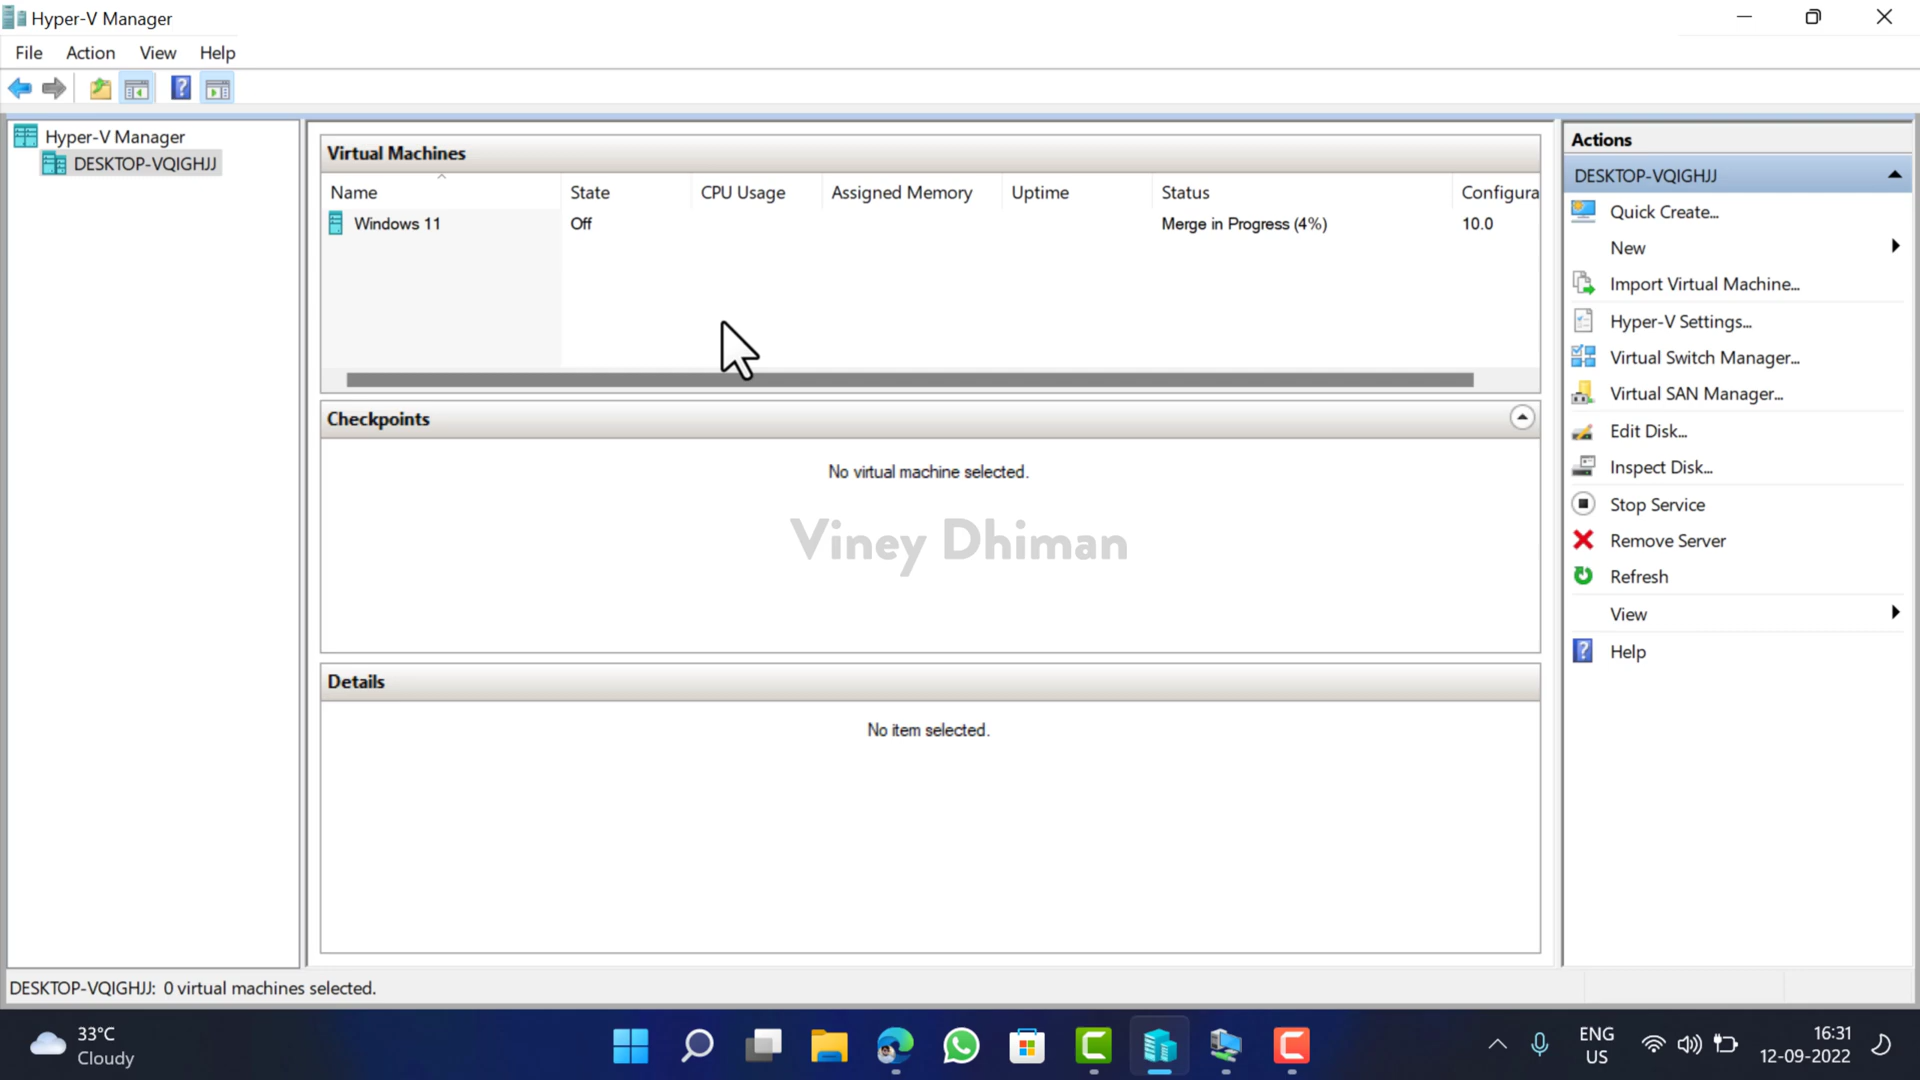 Hyper-V Manager
File Action View Help
Hyper-V Manager
DESKTOP-VQIGHJJ
Virtual Machines
Name State CPU Usage Assigned Memory Uptime Status Configura
Windows 11 Off Merge in Progress (4%) 10.0
Checkpoints
No virtual machine selected.
Viney Dhiman
Details
No item selected.
Actions
DESKTOP-VQIGHJJ
Quick Create...
New
Import Virtual Machine...
Hyper-V Settings...
Virtual Switch Manager...
Virtual SAN Manager...
Edit Disk...
Inspect Disk...
Stop Service
Remove Server
Refresh
View
Help
DESKTOP-VQIGHJJ: 0 virtual machines selected.
33°C
Cloudy
ENG
US
16:31
12-09-2022